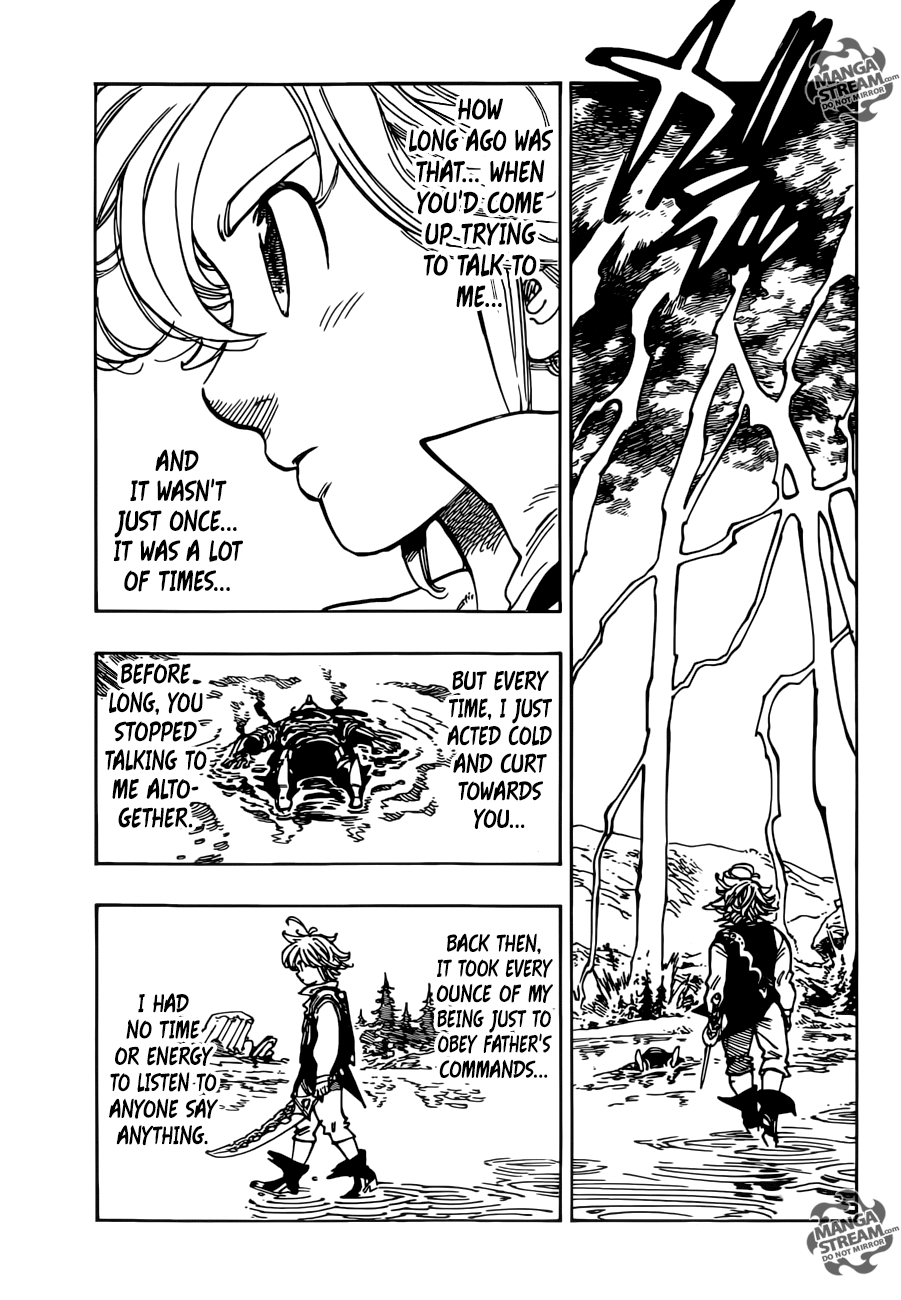 MANGA
STREAM.com
DO NOT MIRROR
HOW
LONG AGO WAS
THAT... WHEN
YOU'D COME
UP TRYING
TO TALK TO
ME...
AND
IT WASN'T
JUST ONCE...
IT WAS A LOT
OF TIMES...
BUT EVERY
TIME, I JUST
ACTED COLD
AND CURT
TOWARDS
YOU...
BEFORE
LONG, YOU
STOPPED
TALKING TO
ME ALTO-
GETHER.
BACK THEN,
IT TOOK EVERY
OUNCE OF MY
BEING JUST TO
OBEY FATHER'S
COMMANDS...
I HAD
NO TIME
OR ENERGY
TO LISTEN TO
ANYONE SAY
ANYTHING.
MANGA
STREAM.com
DO NOT MIRROR